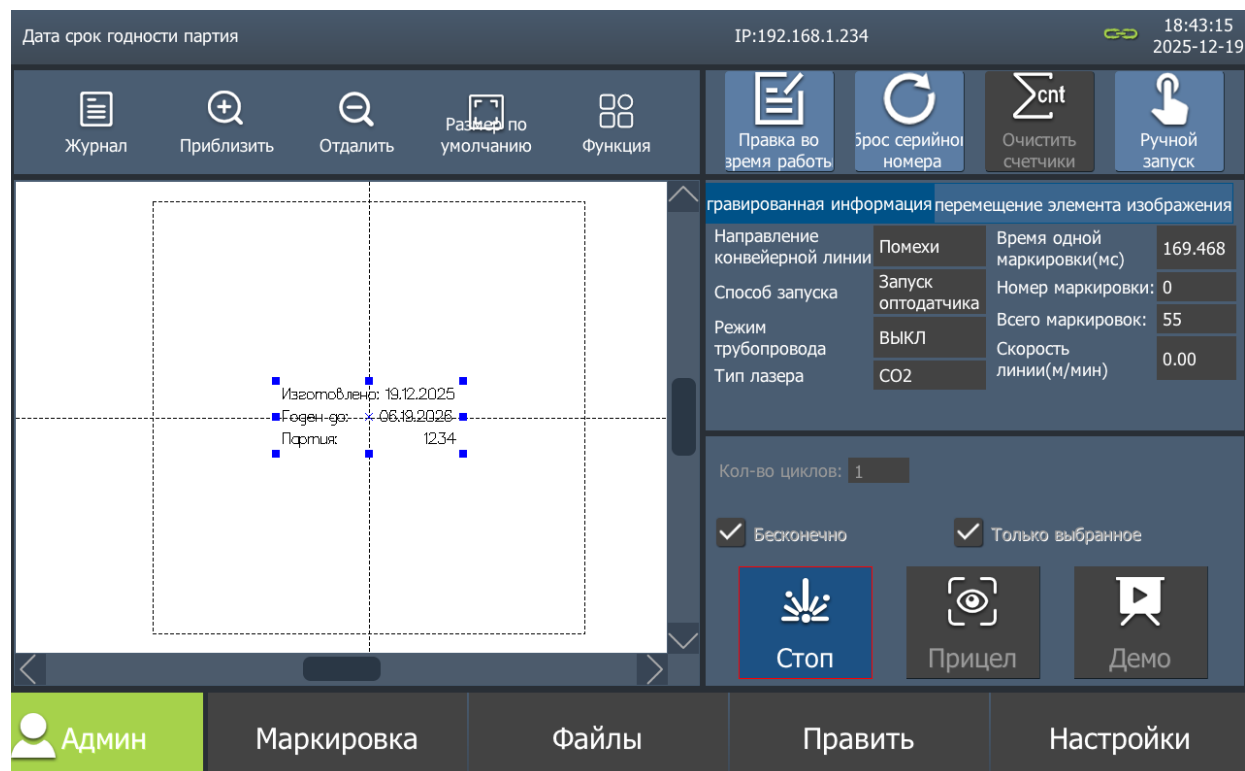 Дата срок годности партия
IP:192.168.1.234
18:43:15
2025-12-19
Журнал
Приблизить
Отдалить
Размер по
умолчанию
Функция
Правка во
время работы
брос серийног
номера
cnt
Очистить
счетчики
Ручной
запуск
Изготовлено: 19.12.2025
Годен до: 06.19.2026
Партия: 1234
гравированная информация
перемещение элемента изображения
Направление
конвейерной линии
Помехи
Способ запуска
Запуск
оптодатчика
Режим
трубопровода
ВЫКЛ
Тип лазера
CO2
Время одной
маркировки(мс)
169.468
Номер маркировки: 0
Всего маркировок: 55
Скорость
линии(м/мин)
0.00
Кол-во циклов: 1
Бесконечно
Только выбранное
Стоп
Прицел
Демо
Админ
Маркировка
Файлы
Править
Настройки